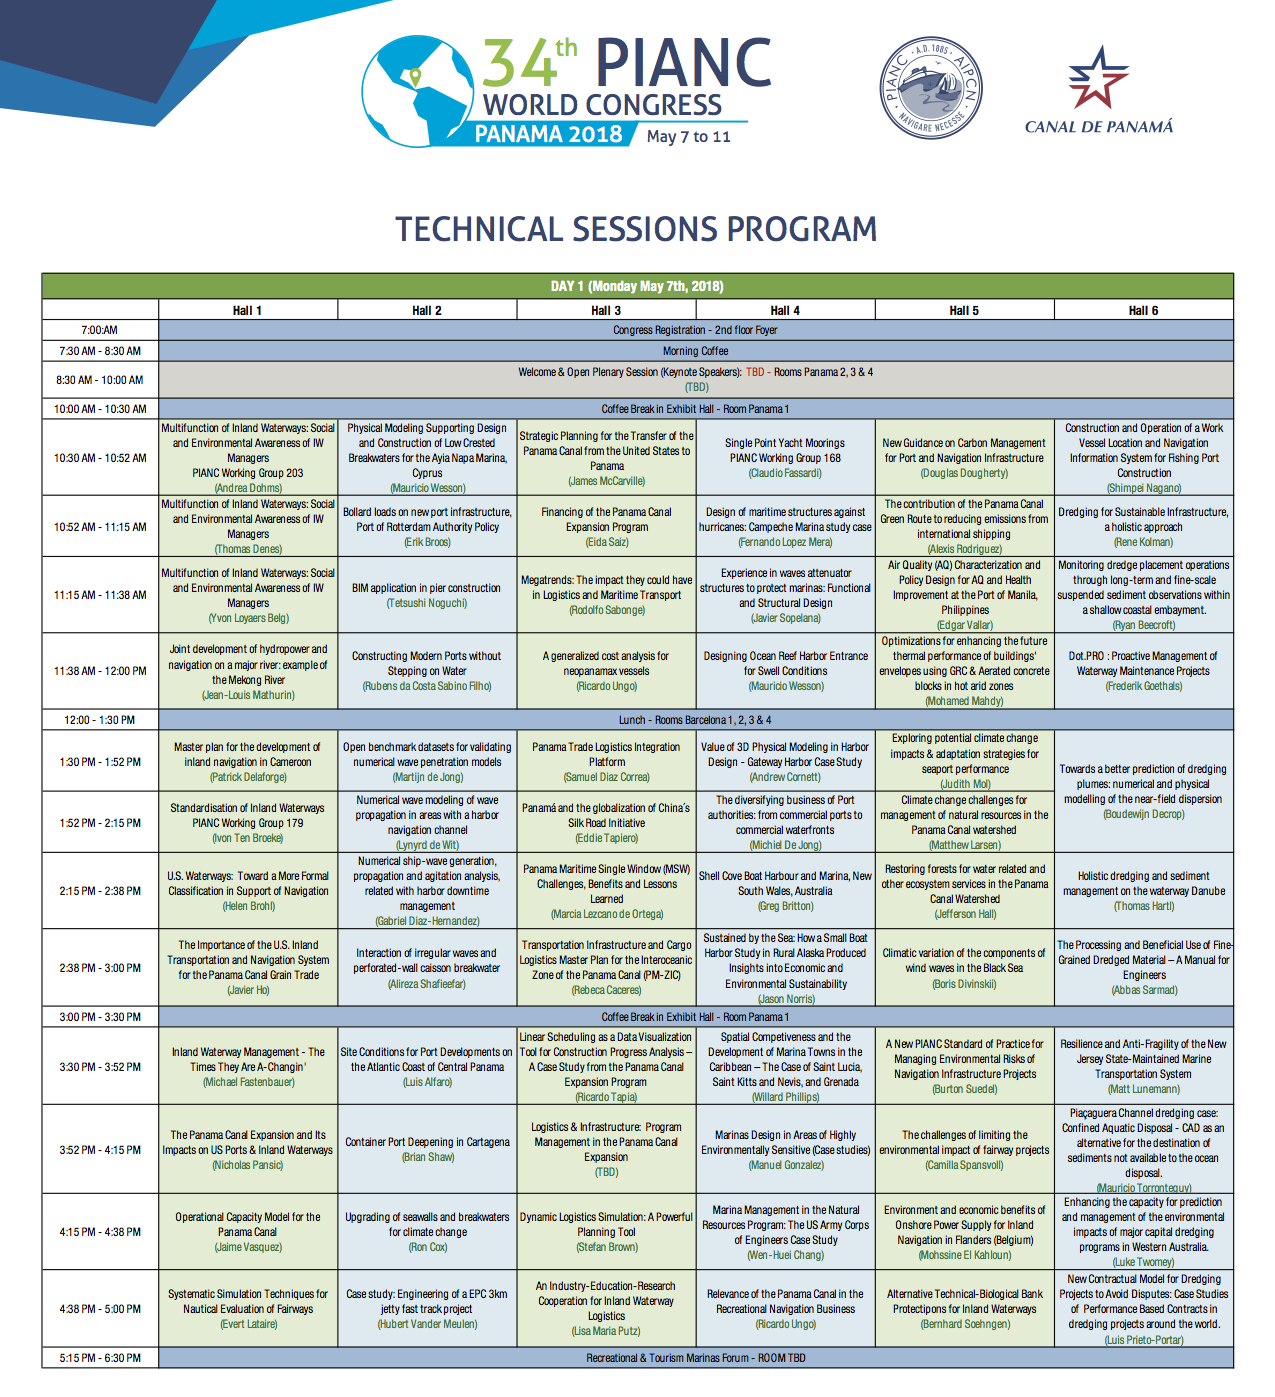 34th PIANC
WORLD CONGRESS
PANAMA 2018 May 7 to 11
PIANC · A.D. 1885 · AIPCN
· NAVIGARE NECESSE ·
CANAL DE PANAMÁ
TECHNICAL SESSIONS PROGRAM
DAY 1 (Monday May 7th, 2018)
Hall 1 Hall 2 Hall 3 Hall 4 Hall 5 Hall 6
7:00:AM
Congress Registration - 2nd floor Foyer
7:30 AM - 8:30 AM
Morning Coffee
8:30 AM - 10:00 AM
Welcome & Open Plenary Session (Keynote Speakers): TBD - Rooms Panama 2, 3 & 4
(TBD)
10:00 AM - 10:30 AM
Coffee Break in Exhibit Hall - Room Panama 1
10:30 AM - 10:52 AM
Multifunction of Inland Waterways: Social
and Environmental Awareness of IW
Managers
PIANC Working Group 203
(Andrea Dohms)
Physical Modeling Supporting Design
and Construction of Low Crested
Breakwaters for the Ayia Napa Marina,
Cyprus
(Mauricio Wesson)
Strategic Planning for the Transfer of the
Panama Canal from the United States to
Panama
(James McCarville)
Single Point Yacht Moorings
PIANC Working Group 168
(Claudio Fassardi)
New Guidance on Carbon Management
for Port and Navigation Infrastructure
(Douglas Dougherty)
Construction and Operation of a Work
Vessel Location and Navigation
Information System for Fishing Port
Construction
(Shimpei Nagano)
10:52 AM - 11:15 AM
Multifunction of Inland Waterways: Social
and Environmental Awareness of IW
Managers
(Thomas Denes)
Bollard loads on new port infrastructure,
Port of Rotterdam Authority Policy
(Erik Broos)
Financing of the Panama Canal
Expansion Program
(Eida Saiz)
Design of maritime structures against
hurricanes: Campeche Marina study case
(Fernando Lopez Mera)
The contribution of the Panama Canal
Green Route to reducing emissions from
international shipping
(Alexis Rodriguez)
Dredging for Sustainable Infrastructure,
a holistic approach
(Rene Kolman)
11:15 AM - 11:38 AM
Multifunction of Inland Waterways: Social
and Environmental Awareness of IW
Managers
(Yvon Loyaers Belg)
BIM application in pier construction
(Tetsushi Noguchi)
Megatrends: The impact they could have
in Logistics and Maritime Transport
(Rodolfo Sabonge)
Experience in waves attenuator
structures to protect marinas: Functional
and Structural Design
(Javier Sopelana)
Air Quality (AQ) Characterization and
Policy Design for AQ and Health
Improvement at the Port of Manila,
Philippines
(Edgar Vallar)
Monitoring dredge placement operations
through long-term and fine-scale
suspended sediment observations within
a shallow coastal embayment.
(Ryan Beecroft)
11:38 AM - 12:00 PM
Joint development of hydropower and
navigation on a major river: example of
the Mekong River
(Jean-Louis Mathurin)
Constructing Modern Ports without
Stepping on Water
(Rubens da Costa Sabino Filho)
A generalized cost analysis for
neopanamax vessels
(Ricardo Ungo)
Designing Ocean Reef Harbor Entrance
for Swell Conditions
(Mauricio Wesson)
Optimizations for enhancing the future
thermal performance of buildings'
envelopes using GRC & Aerated concrete
blocks in hot arid zones
(Mohamed Mahdy)
Dot.PRO : Proactive Management of
Waterway Maintenance Projects
(Frederik Goethals)
12:00 - 1:30 PM
Lunch - Rooms Barcelona 1, 2, 3 & 4
1:30 PM - 1:52 PM
Master plan for the development of
inland navigation in Cameroon
(Patrick Delaforge)
Open benchmark datasets for validating
numerical wave penetration models
(Martijn de Jong)
Panama Trade Logistics Integration
Platform
(Samuel Diaz Correa)
Value of 3D Physical Modeling in Harbor
Design - Gateway Harbor Case Study
(Andrew Cornett)
Exploring potential climate change
impacts & adaptation strategies for
seaport performance
(Judith Mol)
Towards a better prediction of dredging
plumes: numerical and physical
modelling of the near-field dispersion
(Boudewijn Decrop)
1:52 PM - 2:15 PM
Standardisation of Inland Waterways
PIANC Working Group 179
(Ivon Ten Broeke)
Numerical wave modeling of wave
propagation in areas with a harbor
navigation channel
(Lynyrd de Wit)
Panamá and the globalization of China´s
Silk Road Initiative
(Eddie Tapiero)
The diversifying business of Port
authorities: from commercial ports to
commercial waterfronts
(Michiel De Jong)
Climate change challenges for
management of natural resources in the
Panama Canal watershed
(Matthew Larsen)
2:15 PM - 2:38 PM
U.S. Waterways: Toward a More Formal
Classification in Support of Navigation
(Helen Brohl)
Numerical ship-wave generation,
propagation and agitation analysis,
related with harbor downtime
management
(Gabriel Diaz-Hernandez)
Panama Maritime Single Window (MSW)
Challenges, Benefits and Lessons
Learned
(Marcia Lezcano de Ortega)
Shell Cove Boat Harbour and Marina, New
South Wales, Australia
(Greg Britton)
Restoring forests for water related and
other ecosystem services in the Panama
Canal Watershed
(Jefferson Hall)
Holistic dredging and sediment
management on the waterway Danube
(Thomas Hartl)
2:38 PM - 3:00 PM
The Importance of the U.S. Inland
Transportation and Navigation System
for the Panama Canal Grain Trade
(Javier Ho)
Interaction of irregular waves and
perforated-wall caisson breakwater
(Alireza Shafieefar)
Transportation Infrastructure and Cargo
Logistics Master Plan for the Interoceanic
Zone of the Panama Canal (PM-ZIC)
(Rebeca Caceres)
Sustained by the Sea: How a Small Boat
Harbor Study in Rural Alaska Produced
Insights into Economic and
Environmental Sustainability
(Jason Norris)
Climatic variation of the components of
wind waves in the Black Sea
(Boris Divinskii)
The Processing and Beneficial Use of Fine-
Grained Dredged Material – A Manual for
Engineers
(Abbas Sarmad)
3:00 PM - 3:30 PM
Coffee Break in Exhibit Hall - Room Panama 1
3:30 PM - 3:52 PM
Inland Waterway Management - The
Times They Are A-Changin'
(Michael Fastenbauer)
Site Conditions for Port Developments on
the Atlantic Coast of Central Panama
(Luis Alfaro)
Linear Scheduling as a Data Visualization
Tool for Construction Progress Analysis –
A Case Study from the Panama Canal
Expansion Program
(Ricardo Tapia)
Spatial Competiveness and the
Development of Marina Towns in the
Caribbean – The Case of Saint Lucia,
Saint Kitts and Nevis, and Grenada
(Willard Phillips)
A New PIANC Standard of Practice for
Managing Environmental Risks of
Navigation Infrastructure Projects
(Burton Suedel)
Resilience and Anti-Fragility of the New
Jersey State-Maintained Marine
Transportation System
(Matt Lunemann)
3:52 PM - 4:15 PM
The Panama Canal Expansion and Its
Impacts on US Ports & Inland Waterways
(Nicholas Pansic)
Container Port Deepening in Cartagena
(Brian Shaw)
Logistics & Infrastructure: Program
Management in the Panama Canal
Expansion
(TBD)
Marinas Design in Areas of Highly
Environmentally Sensitive (Case studies)
(Manuel Gonzalez)
The challenges of limiting the
environmental impact of fairway projects
(Camilla Spansvoll)
Piaçaguera Channel dredging case:
Confined Aquatic Disposal - CAD as an
alternative for the destination of
sediments not available to the ocean
disposal.
(Mauricio Torronteguy)
4:15 PM - 4:38 PM
Operational Capacity Model for the
Panama Canal
(Jaime Vasquez)
Upgrading of seawalls and breakwaters
for climate change
(Ron Cox)
Dynamic Logistics Simulation: A Powerful
Planning Tool
(Stefan Brown)
Marina Management in the Natural
Resources Program: The US Army Corps
of Engineers Case Study
(Wen-Huei Chang)
Environment and economic benefits of
Onshore Power Supply for Inland
Navigation in Flanders (Belgium)
(Mohssine El Kahloun)
Enhancing the capacity for prediction
and management of the environmental
impacts of major capital dredging
programs in Western Australia.
(Luke Twomey)
4:38 PM - 5:00 PM
Systematic Simulation Techniques for
Nautical Evaluation of Fairways
(Evert Lataire)
Case study: Engineering of a EPC 3km
jetty fast track project
(Hubert Vander Meulen)
An Industry-Education-Research
Cooperation for Inland Waterway
Logistics
(Lisa Maria Putz)
Relevance of the Panama Canal in the
Recreational Navigation Business
(Ricardo Ungo)
Alternative Technical-Biological Bank
Protectipons for Inland Waterways
(Bernhard Soehngen)
New Contractual Model for Dredging
Projects to Avoid Disputes: Case Studies
of Performance Based Contracts in
dredging projects around the world.
(Luis Prieto-Portar)
5:15 PM - 6:30 PM
Recreational & Tourism Marinas Forum - ROOM TBD